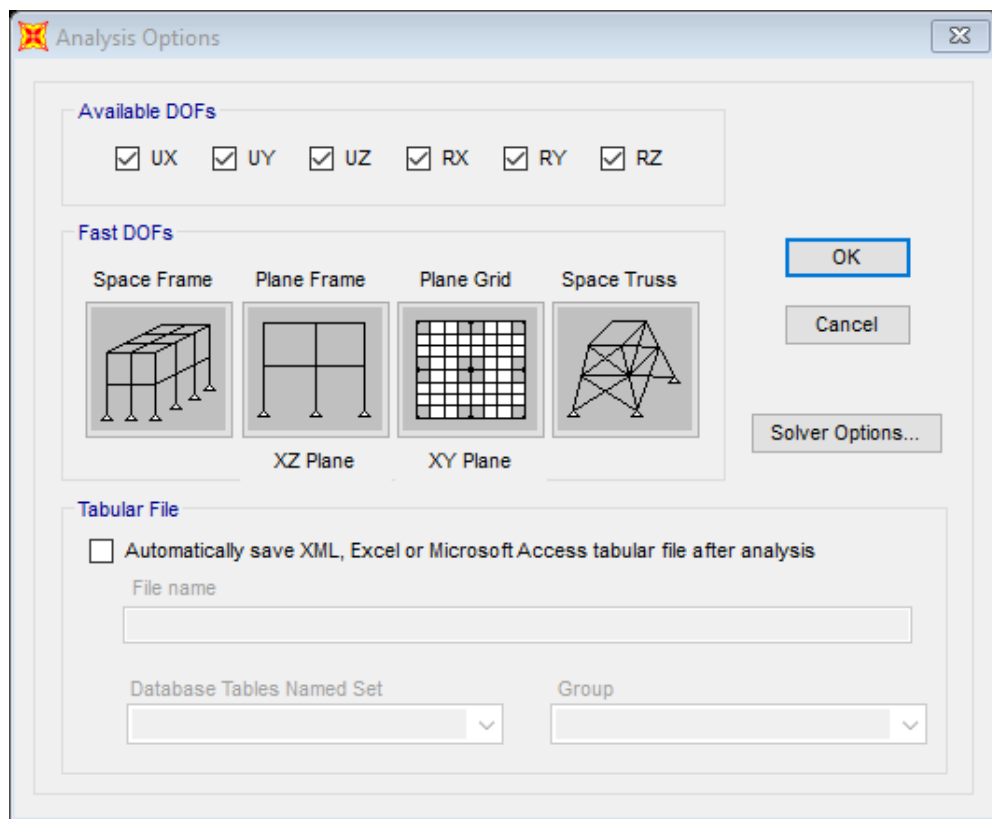 Analysis Options
Available DOFs
UX UY UZ RX RY RZ
Fast DOFs
Space Frame Plane Frame Plane Grid Space Truss
XZ Plane XY Plane
OK
Cancel
Solver Options...
Tabular File
Automatically save XML, Excel or Microsoft Access tabular file after analysis
File name
Database Tables Named Set Group